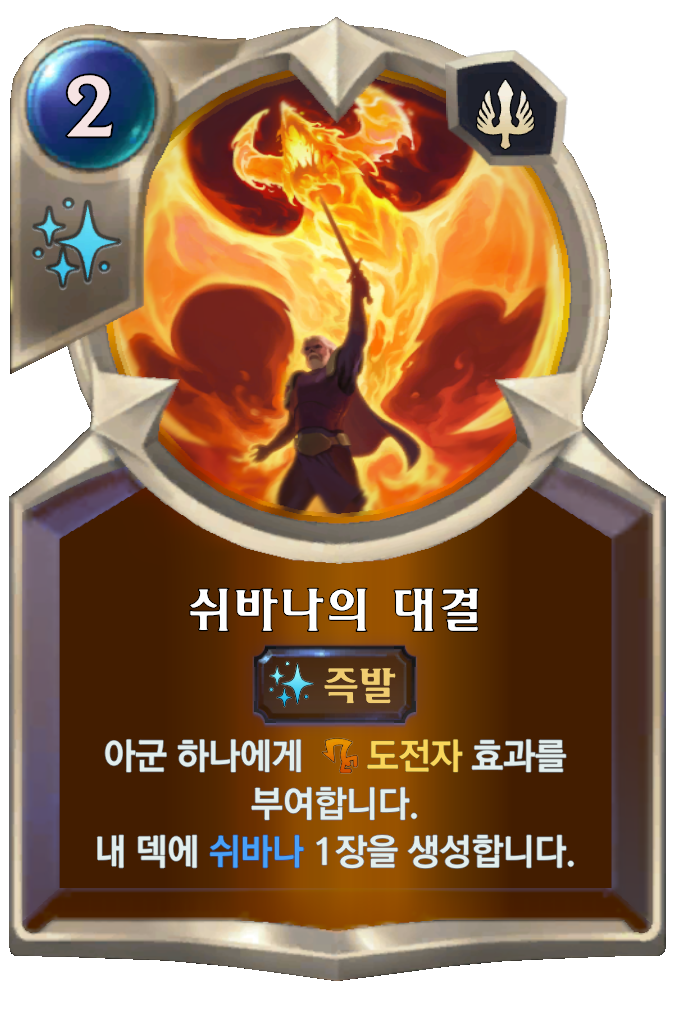 2
쉬바나의 대결
즉발
아군 하나에게 도전자 효과를
부여합니다.
내 덱에 쉬바나 1장을 생성합니다.